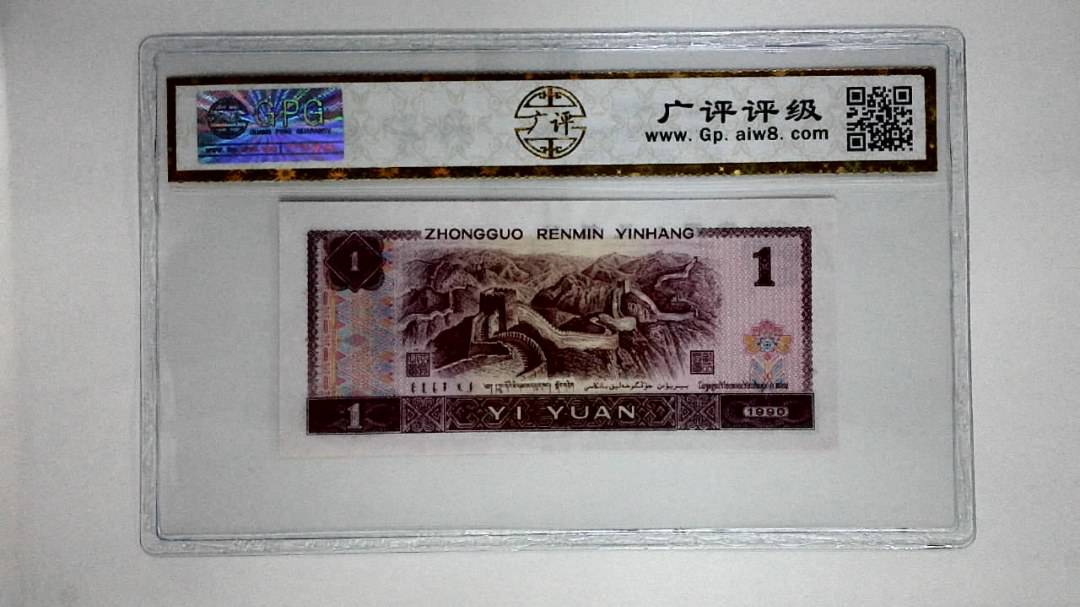 GPG
广评
广评评级
www. Gp. aiw8. com
ZHONGGUO RENMIN YINHANG
1
1
1
YI YUAN
1990